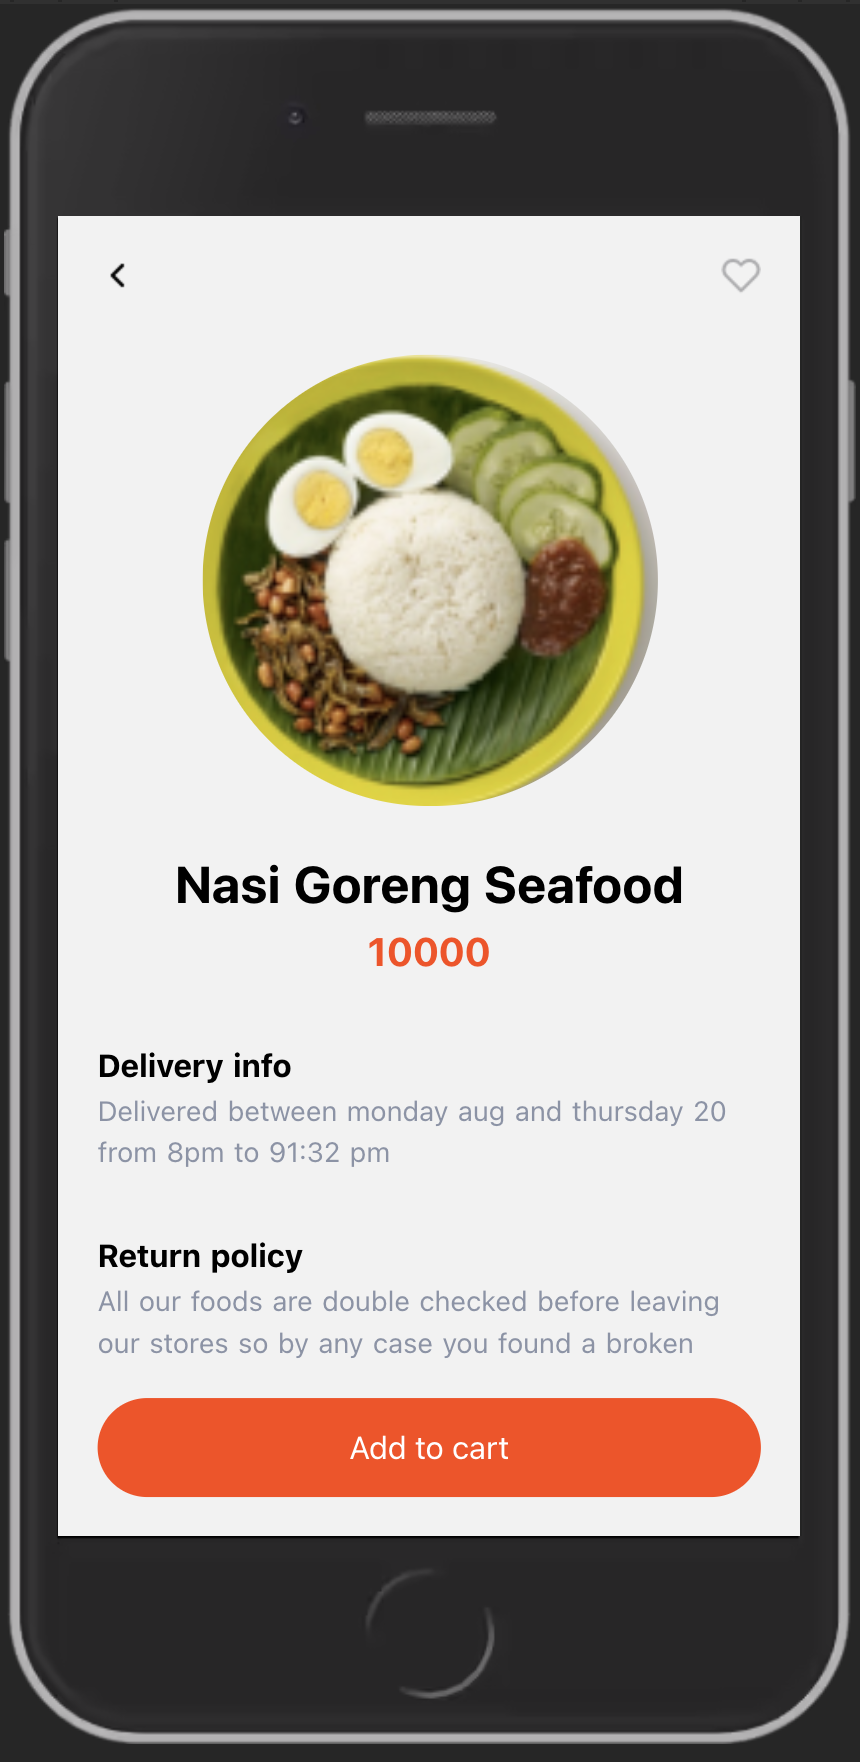 Nasi Goreng Seafood
10000
Delivery info
Delivered between monday aug and thursday 20
from 8pm to 91:32 pm
Return policy
All our foods are double checked before leaving
our stores so by any case you found a broken
Add to cart